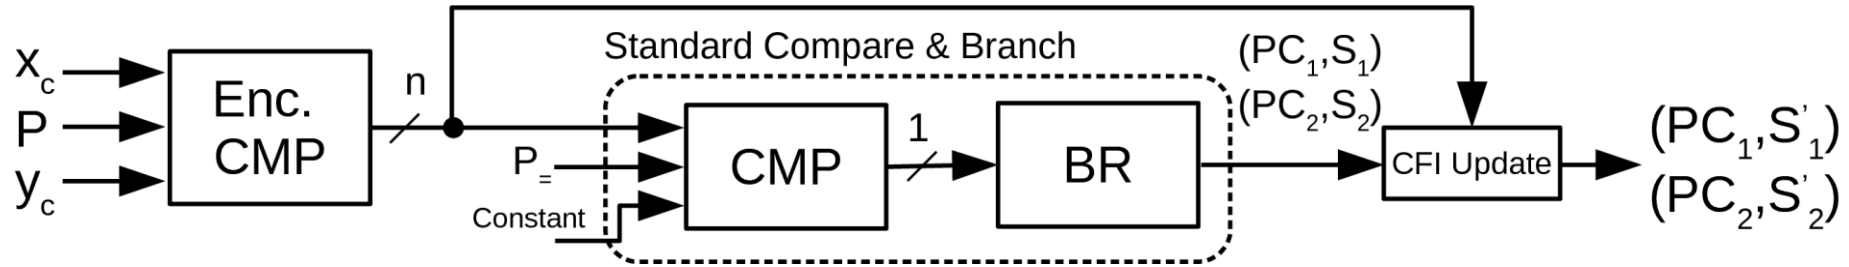 x_c
P
y_c
Enc.
CMP
n
Standard Compare & Branch
P_=
Constant
CMP
1
BR
(PC_1,S_1)
(PC_2,S_2)
CFI Update
(PC_1,S'_1)
(PC_2,S'_2)